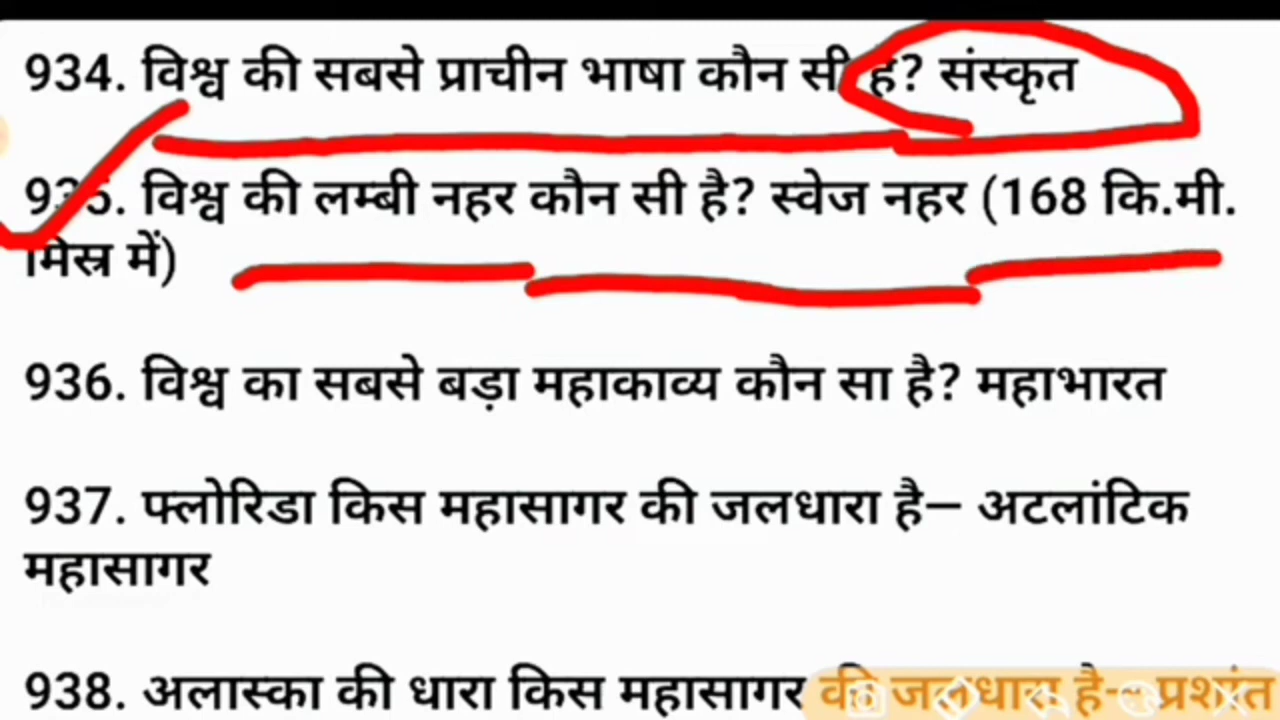 934. विश्व की सबसे प्राचीन भाषा कौन सी है? संस्कृत
935. विश्व की लम्बी नहर कौन सी है? स्वेज नहर (168 कि.मी.
मिस्र में)
936. विश्व का सबसे बड़ा महाकाव्य कौन सा है? महाभारत
937. फ्लोरिडा किस महासागर की जलधारा है– अटलांटिक
महासागर
938. अलास्का की धारा किस महासागर की जलधारा है-- प्रशांत